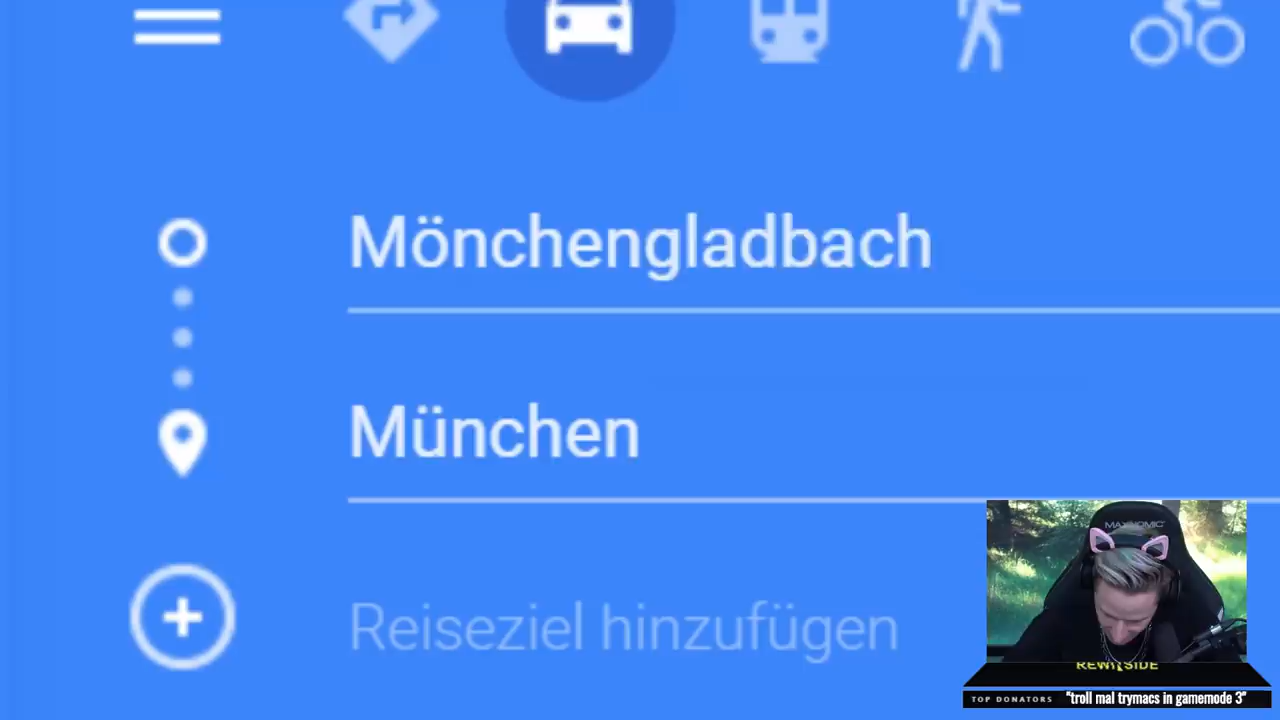 Mönchengladbach
München
Reiseziel hinzufügen
MAXNOMIC
REWINSIDE
TOP DONATORS "troll mal trymacs in gamemode 3"